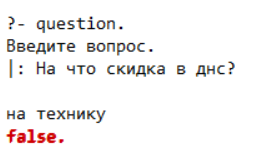 ?- question.
Введите вопрос.
|: На что скидка в днс?
на технику
false.